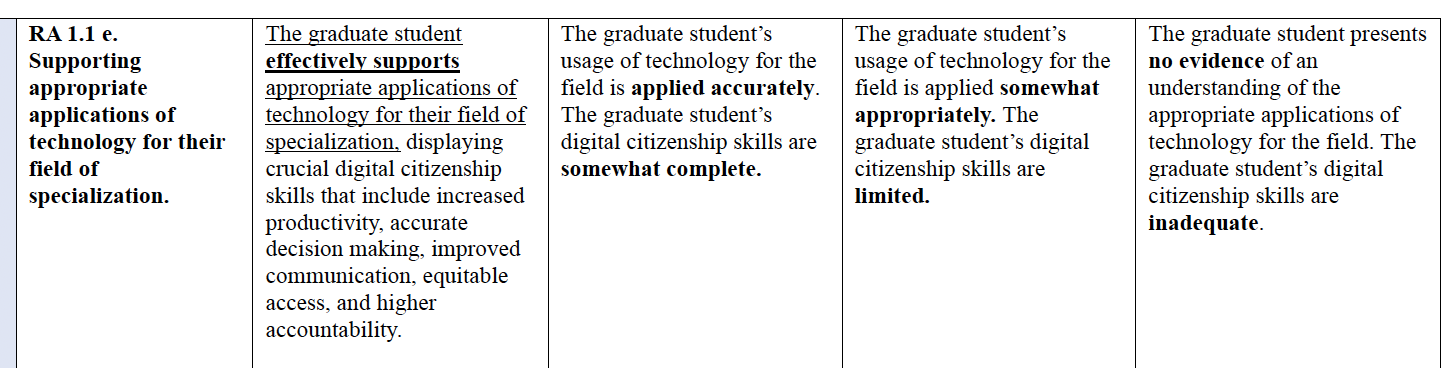 RA 1.1 e.
Supporting
appropriate
applications of
technology for their
field of
specialization.
The graduate student
effectively supports
appropriate applications of
technology for their field of
specialization, displaying
crucial digital citizenship
skills that include increased
productivity, accurate
decision making, improved
communication, equitable
access, and higher
accountability.
The graduate student’s
usage of technology for the
field is applied accurately.
The graduate student’s
digital citizenship skills are
somewhat complete.
The graduate student’s
usage of technology for the
field is applied somewhat
appropriately. The
graduate student’s digital
citizenship skills are
limited.
The graduate student presents
no evidence of an
understanding of the
appropriate applications of
technology for the field. The
graduate student’s digital
citizenship skills are
inadequate.